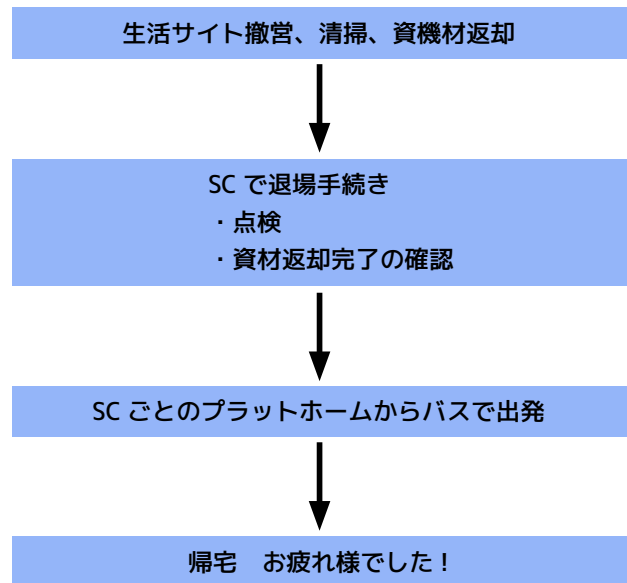 生活サイト撤営、清掃、資機材返却
SC で退場手続き
・点検
・資材返却完了の確認
SC ごとのプラットホームからバスで出発
帰宅　お疲れ様でした！